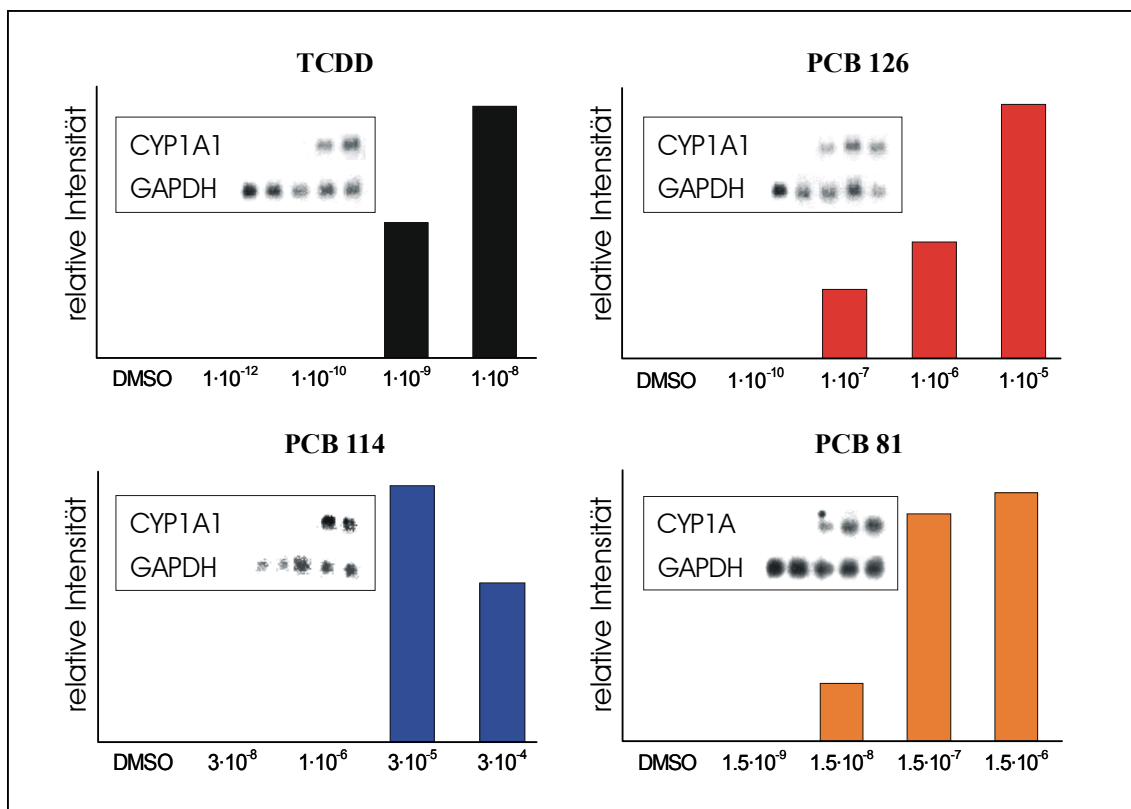 TCDD
relative Intensität
CYP1A1
GAPDH
DMSO 1·10⁻¹² 1·10⁻¹⁰ 1·10⁻⁹ 1·10⁻⁸
PCB 126
relative Intensität
CYP1A1
GAPDH
DMSO 1·10⁻¹⁰ 1·10⁻⁷ 1·10⁻⁶ 1·10⁻⁵
PCB 114
relative Intensität
CYP1A1
GAPDH
DMSO 3·10⁻⁸ 1·10⁻⁶ 3·10⁻⁵ 3·10⁻⁴
PCB 81
relative Intensität
CYP1A
GAPDH
DMSO 1.5·10⁻⁹ 1.5·10⁻⁸ 1.5·10⁻⁷ 1.5·10⁻⁶